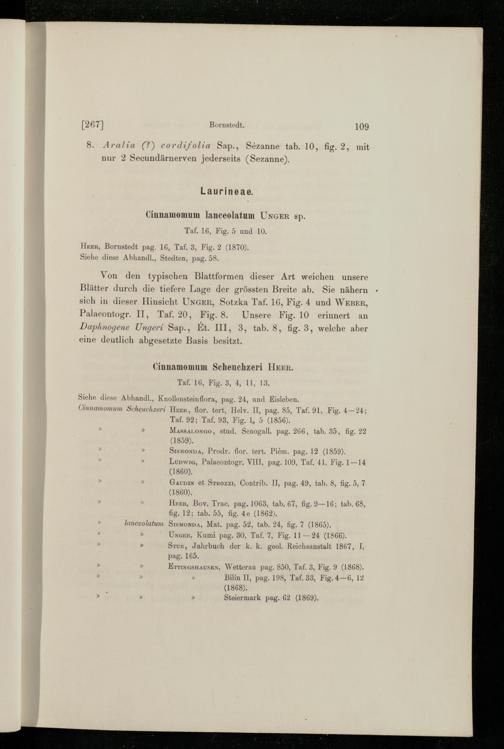 [267] Bornstedt. 109
8. Aralia (?) cordifolia Sap., Sézanne tab. 10, fig. 2, mit
nur 2 Secundärnerven jederseits (Sezanne).
Laurineae.
Cinnamomum lanceolatum UNGER sp.
Taf. 16, Fig. 5 und 10.
HEER, Bornstedt pag. 16, Taf. 3, Fig. 2 (1870).
Siehe diese Abhandl., Stedten, pag. 58.
Von den typischen Blattformen dieser Art weichen unsere
Blätter durch die tiefere Lage der grössten Breite ab. Sie nähern
sich in dieser Hinsicht UNGER, Sotzka Taf. 16, Fig. 4 und WEBER,
Palaeontogr. II, Taf. 20, Fig. 8. Unsere Fig. 10 erinnert an
Daphnogene Ungeri Sap., Ét. III, 3, tab. 8, fig. 3, welche aber
eine deutlich abgesetzte Basis besitzt.
Cinnamomum Scheuchzeri HEER.
Taf. 16, Fig. 3, 4, 11, 13.
Siehe diese Abhandl., Knollensteinflora, pag. 24, und Eisleben.
Cinnamomum Scheuchzeri HEER, flor. tert. Helv. II, pag. 85, Taf. 91, Fig. 4—24;
Taf. 92; Taf. 93, Fig. 1, 5 (1856).
" " MASSALONGO, stud. Senogall. pag. 266, tab. 35, fig. 22
(1859).
" " SISMONDA, Prodr. flor. tert. Piém. pag. 12 (1859).
" " LUDWIG, Palaeontogr. VIII, pag. 109, Taf. 41. Fig. 1—14
(1860).
" " GAUDIN et STROZZI, Contrib. II, pag. 49, tab. 8, fig. 5, 7
(1860).
" " HEER, Bov. Trac. pag. 1063, tab. 67, fig. 9—16; tab. 68,
fig. 12; tab. 55, fig. 4e (1862).
" lanceolatum SISMONDA, Mat. pag. 52, tab. 24, fig. 7 (1865).
" " UNGER, Kumi pag. 30, Taf. 7, Fig. 11—24 (1866).
" " STUR, Jahrbuch der k. k. geol. Reichsanstalt 1867, I,
pag. 165.
" " ETTINGSHAUSEN, Wetterau pag. 850, Taf. 3, Fig. 9 (1868).
" " " Bilin II, pag. 198, Taf. 33, Fig. 4—6, 12
(1868).
" " " Steiermark pag. 62 (1869).